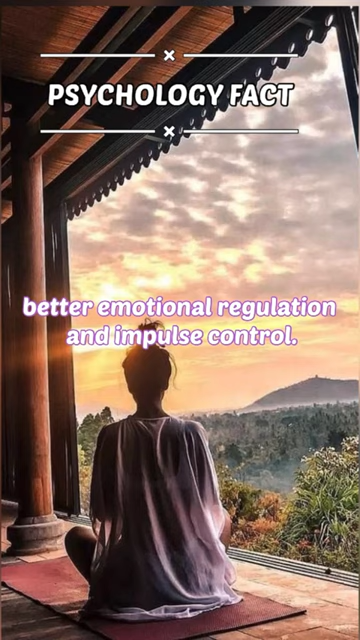 PSYCHOLOGY FACT
better emotional regulation
and impulse control.